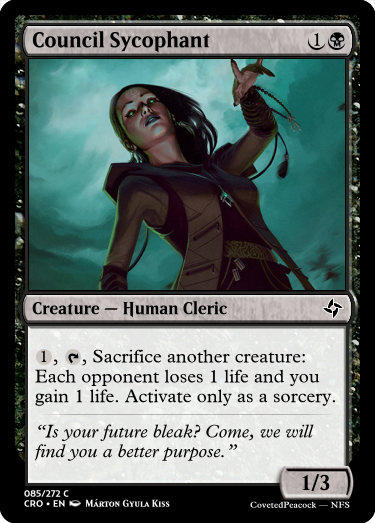 Council Sycophant 1
Creature — Human Cleric
1, , Sacrifice another creature:
Each opponent loses 1 life and you
gain 1 life. Activate only as a sorcery.
“Is your future bleak? Come, we will
find you a better purpose.”
1/3
085/272 C
CRO • EN Márton Gyula Kiss
CovetedPeacock — NFS